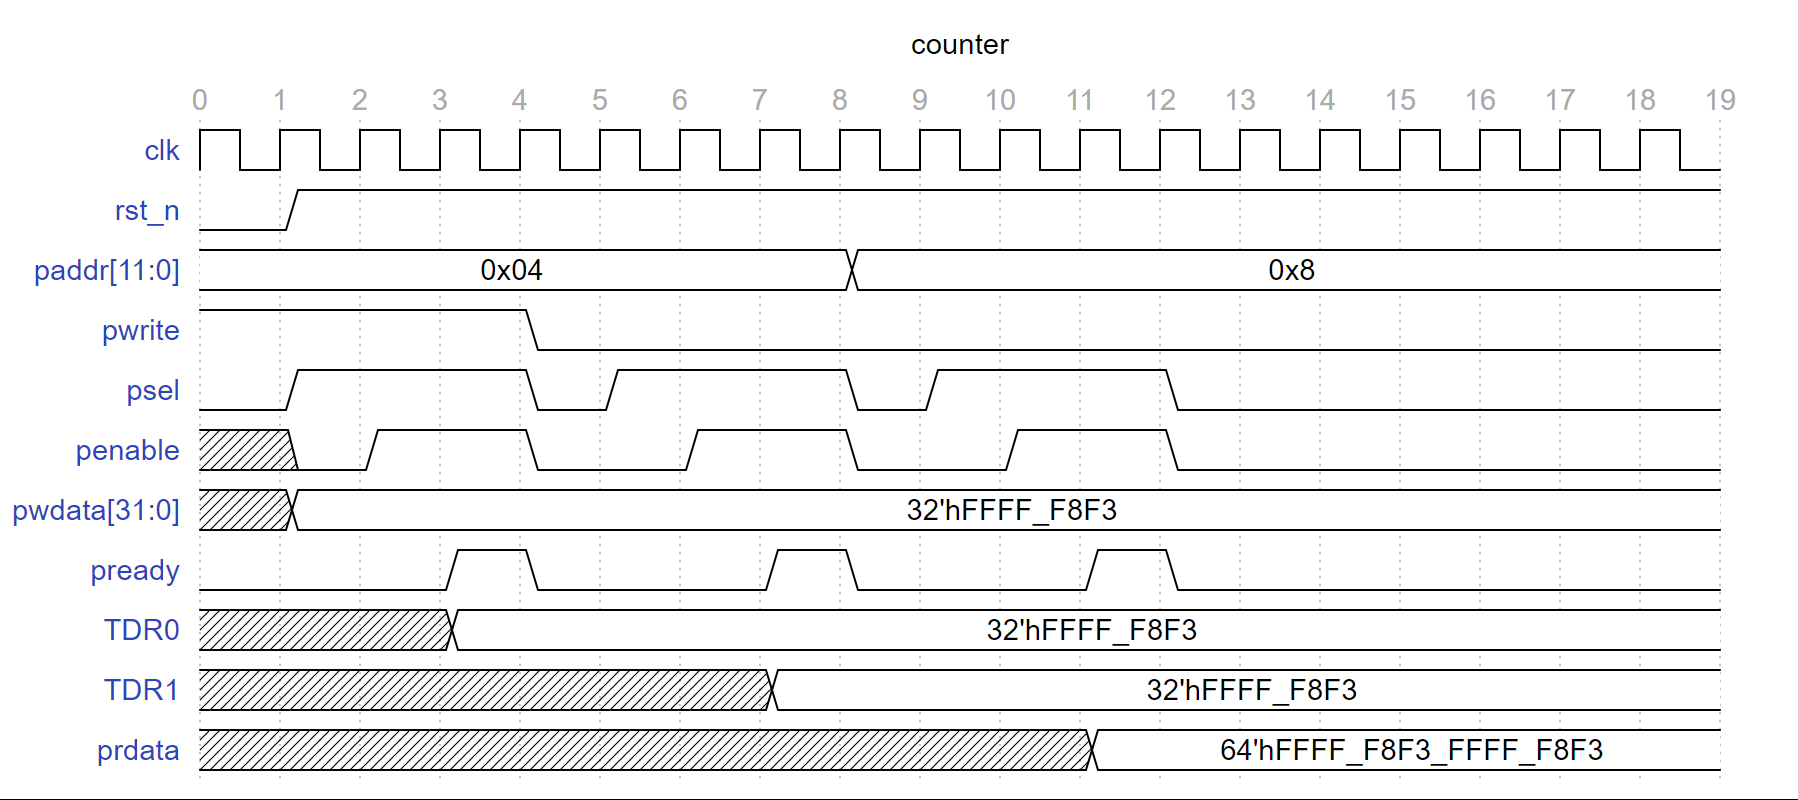 counter
0 1 2 3 4 5 6 7 8 9 10 11 12 13 14 15 16 17 18 19
clk
rst_n
paddr[11:0] 0x04 0x8
pwrite
psel
penable
pwdata[31:0] 32'hFFFF_F8F3
pready
TDR0 32'hFFFF_F8F3
TDR1 32'hFFFF_F8F3
prdata 64'hFFFF_F8F3_FFFF_F8F3